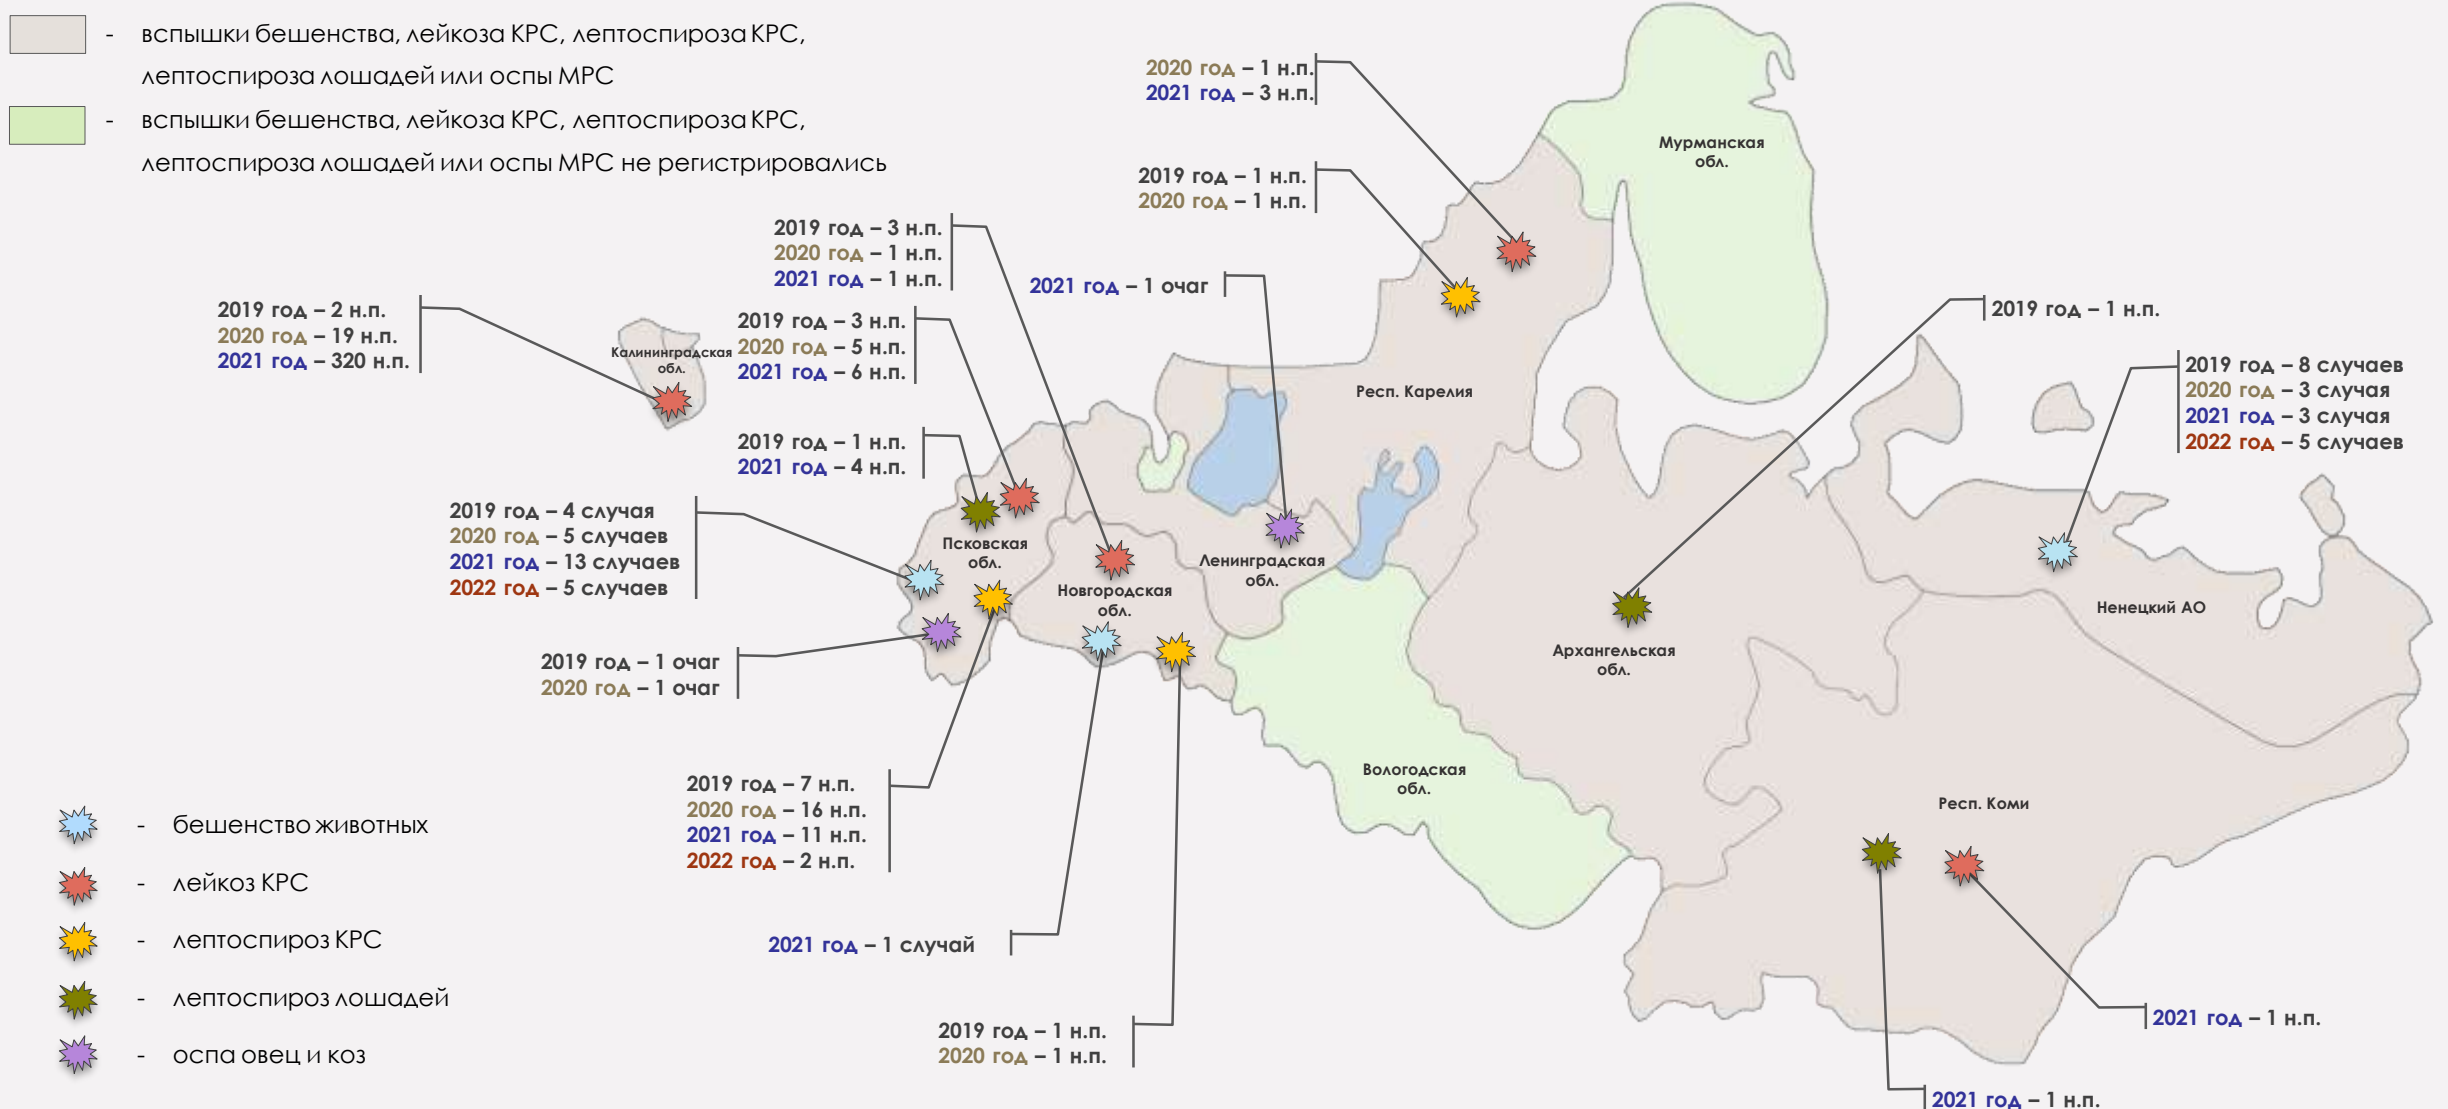 - вспышки бешенства, лейкоза КРС, лептоспироза КРС,
лептоспироза лошадей или оспы МРС
- вспышки бешенства, лейкоза КРС, лептоспироза КРС,
лептоспироза лошадей или оспы МРС не регистрировались
2020 год – 1 н.п.
2021 год – 3 н.п.
Мурманская
обл.
2019 год – 1 н.п.
2020 год – 1 н.п.
2019 год – 3 н.п.
2020 год – 1 н.п.
2021 год – 1 н.п.
2021 год – 1 очаг
2019 год – 2 н.п.
2020 год – 19 н.п.
2021 год – 320 н.п.
Калининградская
обл.
2019 год – 3 н.п.
2020 год – 5 н.п.
2021 год – 6 н.п.
Респ. Карелия
2019 год – 1 н.п.
2019 год – 8 случаев
2020 год – 3 случая
2021 год – 3 случая
2022 год – 5 случаев
2019 год – 1 н.п.
2021 год – 4 н.п.
2019 год – 4 случая
2020 год – 5 случаев
2021 год – 13 случаев
2022 год – 5 случаев
Псковская
обл.
Новгородская
обл.
Ленинградская
обл.
Архангельская
обл.
Ненецкий АО
2019 год – 1 очаг
2020 год – 1 очаг
2019 год – 7 н.п.
2020 год – 16 н.п.
2021 год – 11 н.п.
2022 год – 2 н.п.
Вологодская
обл.
Респ. Коми
- бешенство животных
- лейкоз КРС
- лептоспироз КРС
- лептоспироз лошадей
- оспа овец и коз
2021 год – 1 случай
2019 год – 1 н.п.
2020 год – 1 н.п.
2021 год – 1 н.п.
2021 год – 1 н.п.